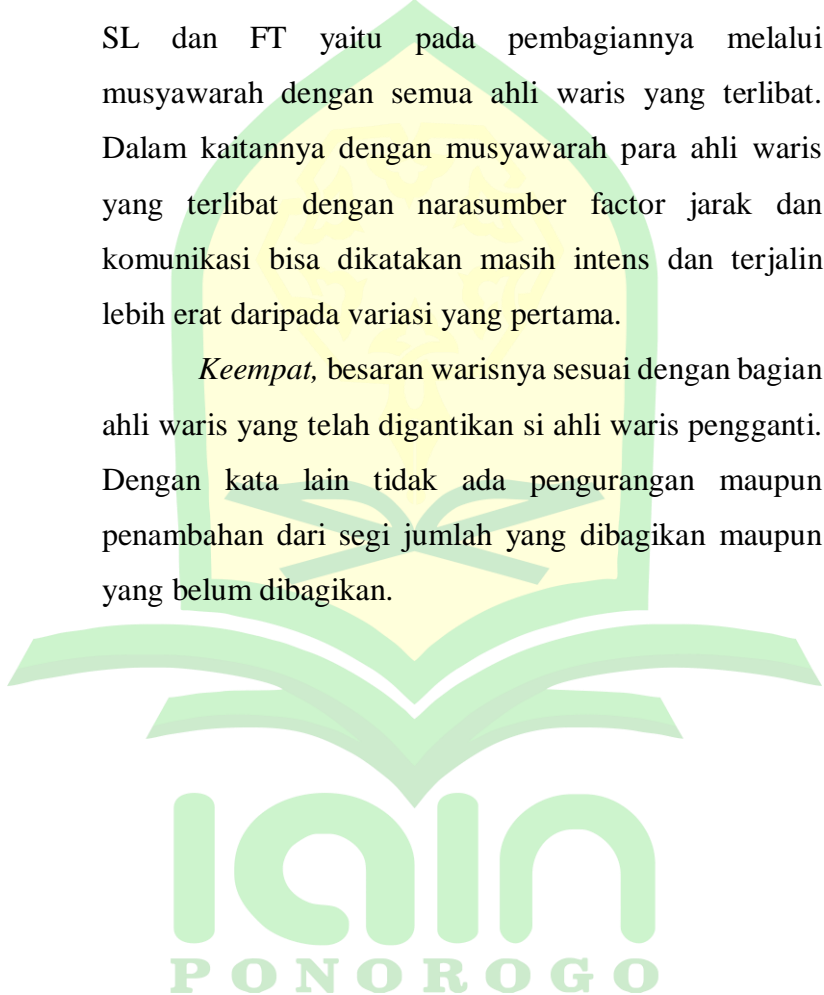 SL dan FT yaitu pada pembagiannya melalui
musyawarah dengan semua ahli waris yang terlibat.
Dalam kaitannya dengan musyawarah para ahli waris
yang terlibat dengan narasumber factor jarak dan
komunikasi bisa dikatakan masih intens dan terjalin
lebih erat daripada variasi yang pertama.
Keempat, besaran warisnya sesuai dengan bagian
ahli waris yang telah digantikan si ahli waris pengganti.
Dengan kata lain tidak ada pengurangan maupun
penambahan dari segi jumlah yang dibagikan maupun
yang belum dibagikan.
iain
PONOROGO